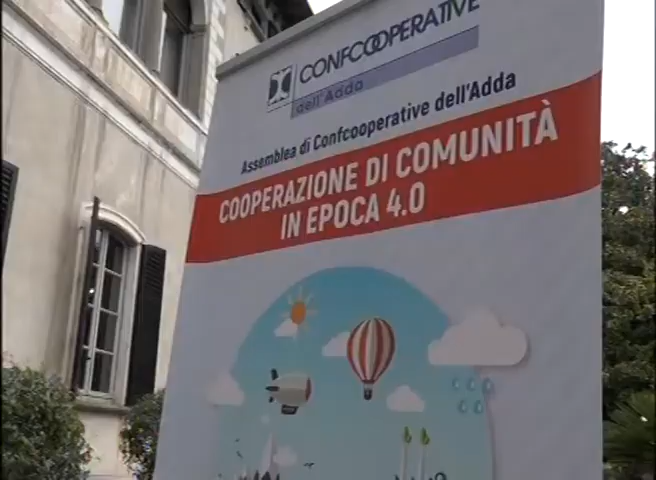 CONFCOOPERATIVE
dell'Adda
Assemblea di Confcooperative dell'Adda
COOPERAZIONE DI COMUNITÀ
IN EPOCA 4.0